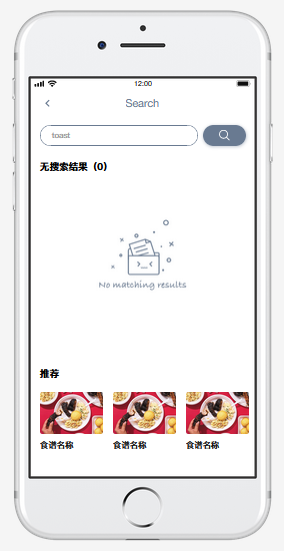 12:00
Search
toast
无搜索结果（0）
No matching results
推荐
食谱名称 食谱名称 食谱名称